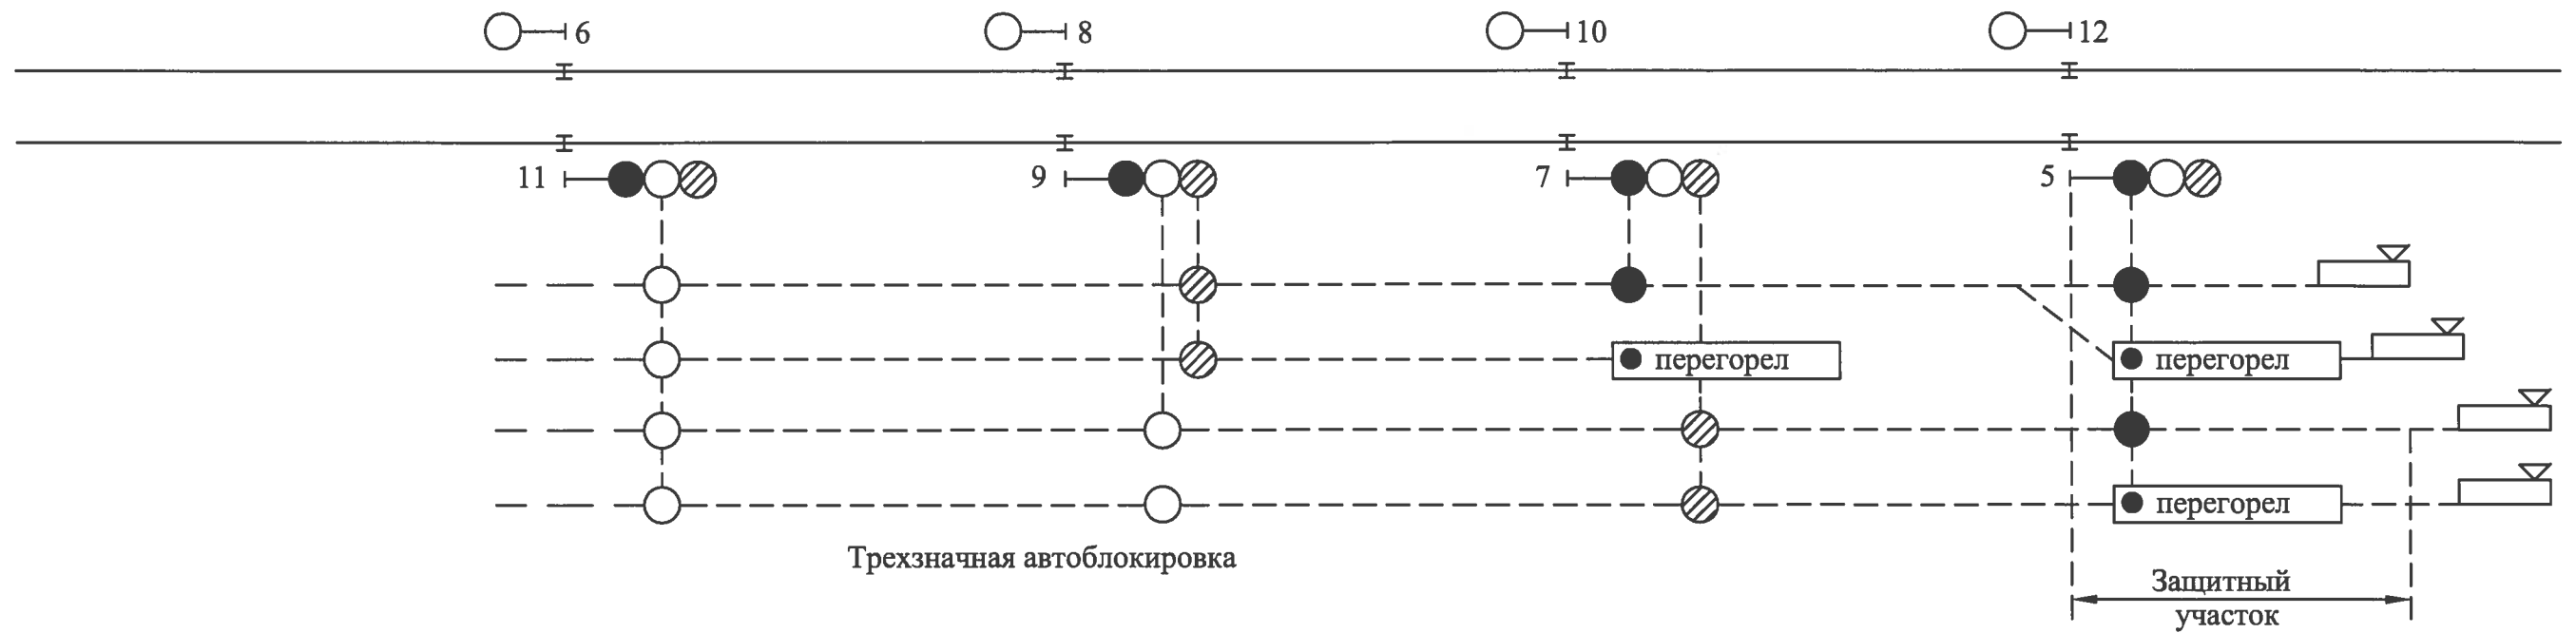 6 8 10 12
11 9 7 5
перегорел перегорел
перегорел
Трехзначная автоблокировка
Защитный
участок